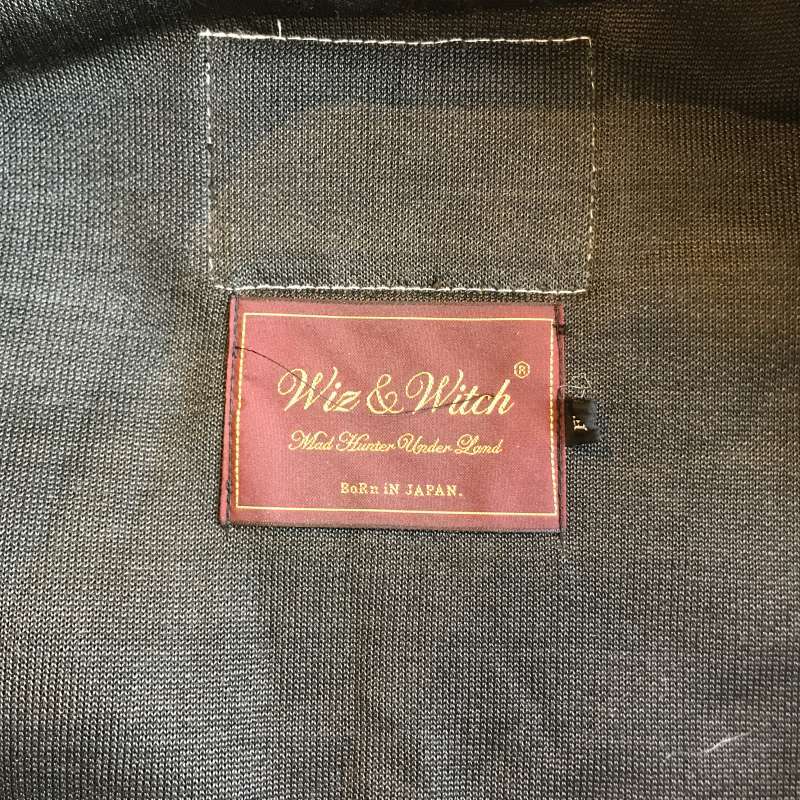 Wiz & Witch®
Mad Hunter Under Land
BoRn iN JAPAN.
F